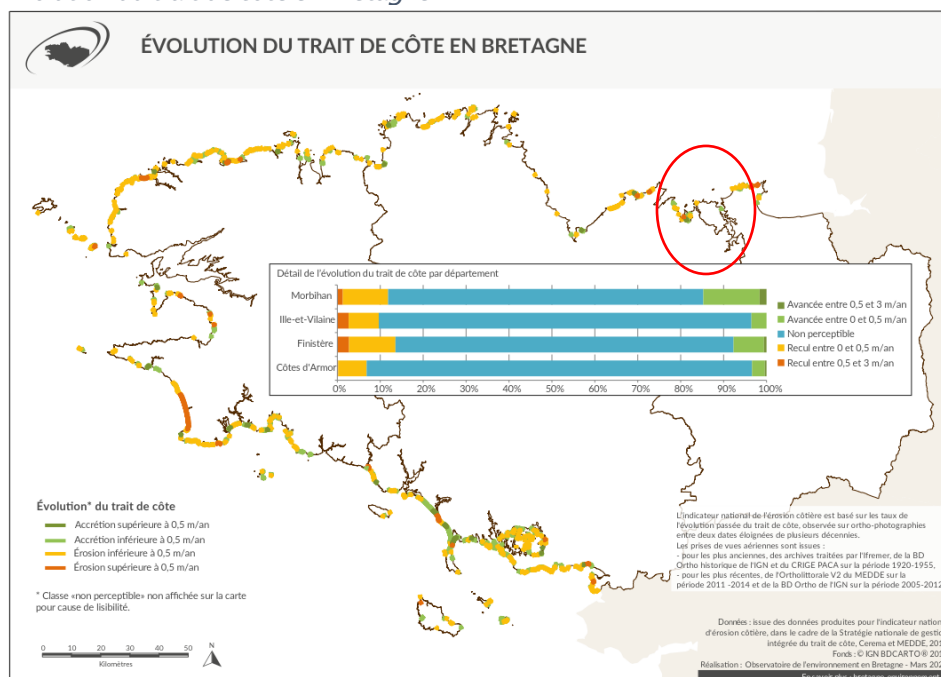 ÉVOLUTION DU TRAIT DE CÔTE EN BRETAGNE
Détail de l'évolution du trait de côte par département
Morbihan
Ille-et-Vilaine
Finistère
Côtes d'Armor
0% 10% 20% 30% 40% 50% 60% 70% 80% 90% 100%
Avancée entre 0,5 et 3 m/an
Avancée entre 0 et 0,5 m/an
Non perceptible
Recul entre 0 et 0,5 m/an
Recul entre 0,5 et 3 m/an
Évolution* du trait de côte
Accrétion supérieure à 0,5 m/an
Accrétion inférieure à 0,5 m/an
Érosion inférieure à 0,5 m/an
Érosion supérieure à 0,5 m/an
* Classe «non perceptible» non affichée sur la carte
pour cause de lisibilité.
0 10 20 30 40 50
Kilomètres
N
L'indicateur national de l'érosion côtière est basé sur les taux de
l'évolution passée du trait de côte, observée sur ortho-photographies
entre deux dates éloignées de plusieurs décennies.
Les prises de vues aériennes sont issues :
- pour les plus anciennes, des archives traitées par l'Ifremer, de la BD
Ortho historique de l'IGN et du CRIGE PACA sur la période 1920-1955,
- pour les plus récentes, de l'Ortholittorale V2 du MEDDE sur la
période 2011 -2014 et de la BD Ortho de l'IGN sur la période 2005-2012
Données : issue des données produites pour l'indicateur nation
d'érosion côtière, dans le cadre de la Stratégie nationale de gestio
intégrée du trait de côte, Cerema et MEDDE, 201
Fonds : © IGN BDCARTO® 201
Réalisation : Observatoire de l'environnement en Bretagne - Mars 202